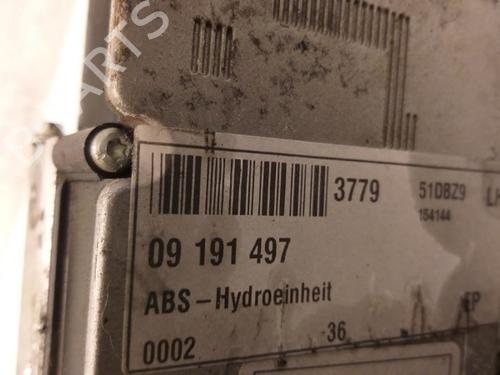 3779 51DBZ9
154144
09 191 497
ABS-Hydroeinheit
0002 -36